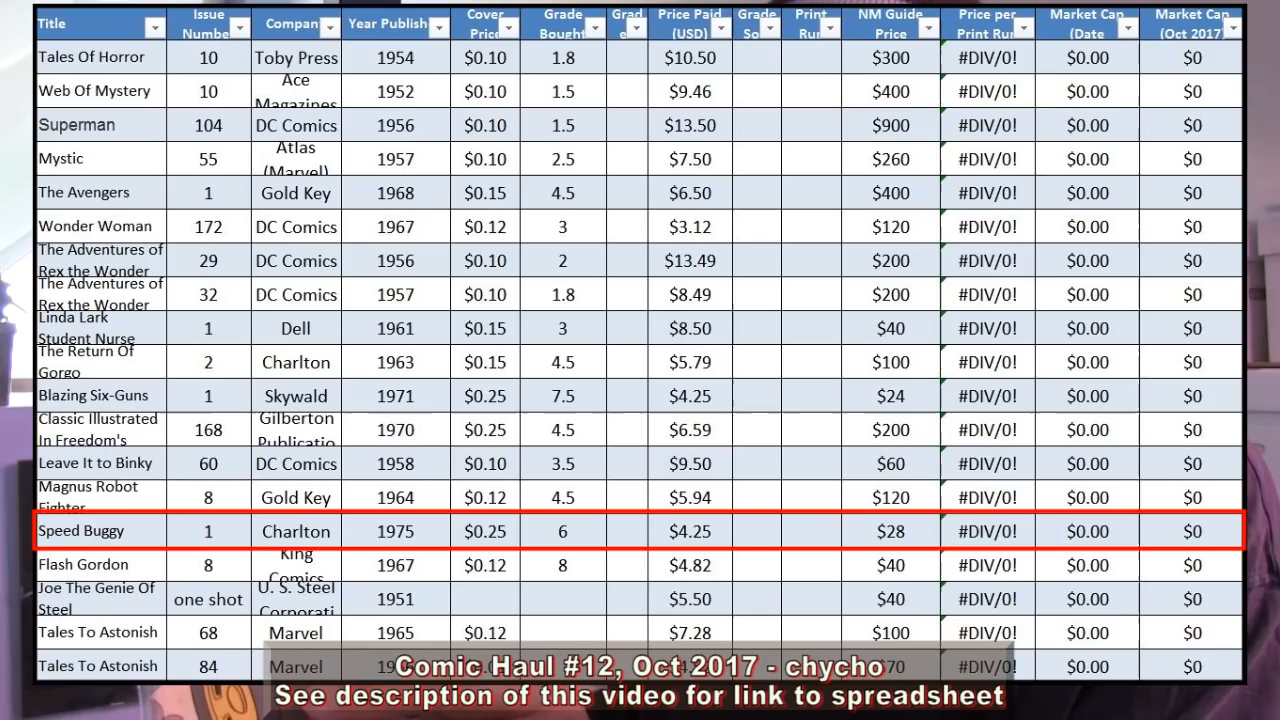 Title Issue Numbe Compan Year Publish Cover Price Grade Bought Grad e Price Paid (USD) Grade So Print Run NM Guide Price Price per Print Run Market Cap (Date Market Cap (Oct 2017)
Tales Of Horror 10 Toby Press 1954 $0.10 1.8 $10.50 $300 #DIV/0! $0.00 $0
Web Of Mystery 10 Ace Magazines 1952 $0.10 1.5 $9.46 $400 #DIV/0! $0.00 $0
Superman 104 DC Comics 1956 $0.10 1.5 $13.50 $900 #DIV/0! $0.00 $0
Mystic 55 Atlas (Marvel) 1957 $0.10 2.5 $7.50 $260 #DIV/0! $0.00 $0
The Avengers 1 Gold Key 1968 $0.15 4.5 $6.50 $400 #DIV/0! $0.00 $0
Wonder Woman 172 DC Comics 1967 $0.12 3 $3.12 $120 #DIV/0! $0.00 $0
The Adventures of Rex the Wonder 29 DC Comics 1956 $0.10 2 $13.49 $200 #DIV/0! $0.00 $0
The Adventures of Rex the Wonder 32 DC Comics 1957 $0.10 1.8 $8.49 $200 #DIV/0! $0.00 $0
Linda Lark Student Nurse 1 Dell 1961 $0.15 3 $8.50 $40 #DIV/0! $0.00 $0
The Return Of Gorgo 2 Charlton 1963 $0.15 4.5 $5.79 $100 #DIV/0! $0.00 $0
Blazing Six-Guns 1 Skywald 1971 $0.25 7.5 $4.25 $24 #DIV/0! $0.00 $0
Classic Illustrated In Freedom's 168 Gilberton Publicatio 1970 $0.25 4.5 $6.59 $200 #DIV/0! $0.00 $0
Leave It to Binky 60 DC Comics 1958 $0.10 3.5 $9.50 $60 #DIV/0! $0.00 $0
Magnus Robot Fighter 8 Gold Key 1964 $0.12 4.5 $5.94 $120 #DIV/0! $0.00 $0
Speed Buggy 1 Charlton 1975 $0.25 6 $4.25 $28 #DIV/0! $0.00 $0
Flash Gordon 8 King Comics 1967 $0.12 8 $4.82 $40 #DIV/0! $0.00 $0
Joe The Genie Of Steel one shot U. S. Steel Corporati 1951 $5.50 $40 #DIV/0! $0.00 $0
Tales To Astonish 68 Marvel 1965 $0.12 $7.28 $100 #DIV/0! $0.00 $0
Tales To Astonish 84 Marvel #DIV/0! $0.00 $0
Comic Haul #12, Oct 2017 - chycho
See description of this video for link to spreadsheet